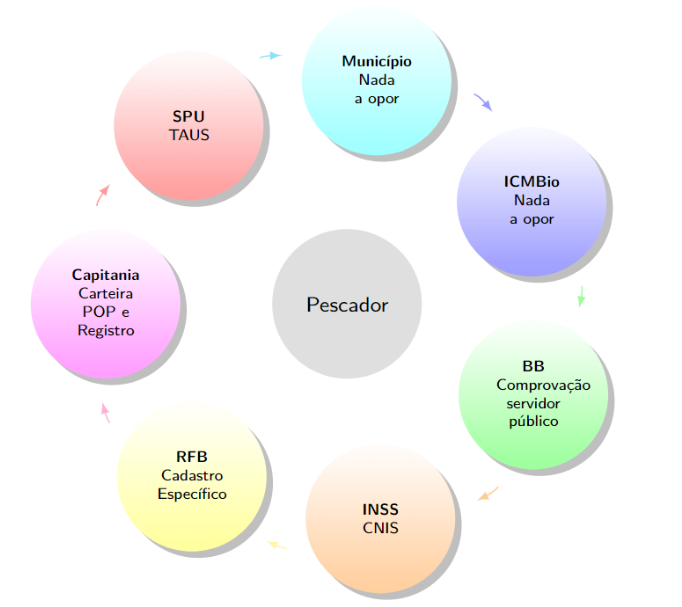 Município
Nada
a opor
SPU
TAUS
ICMBio
Nada
a opor
Capitania
Carteira
POP e
Registro
Pescador
BB
Comprovação
servidor
público
RFB
Cadastro
Específico
INSS
CNIS